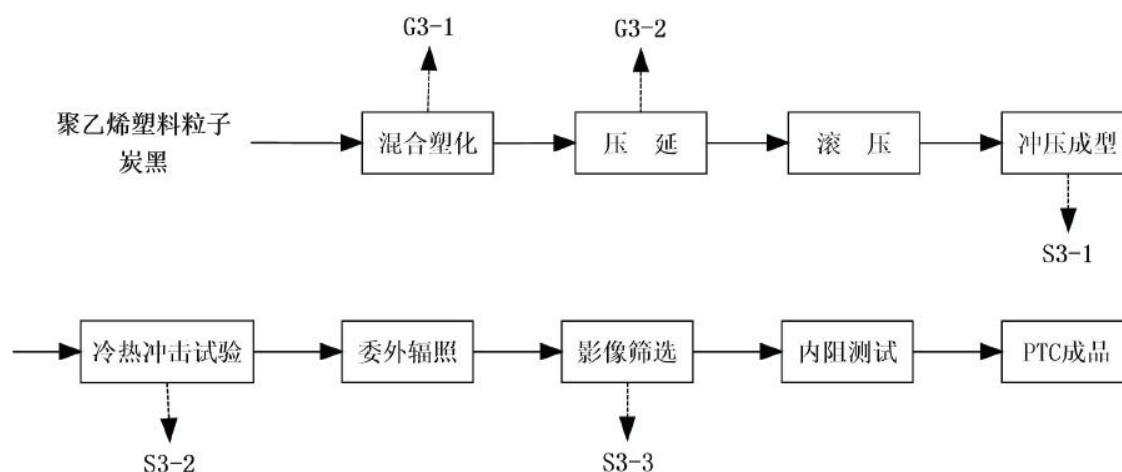 G3-1
G3-2
聚乙烯塑料粒子
炭黑
混合塑化
压 延
滚 压
冲压成型
S3-1
冷热冲击试验
委外辐照
影像筛选
内阻测试
PTC成品
S3-2
S3-3